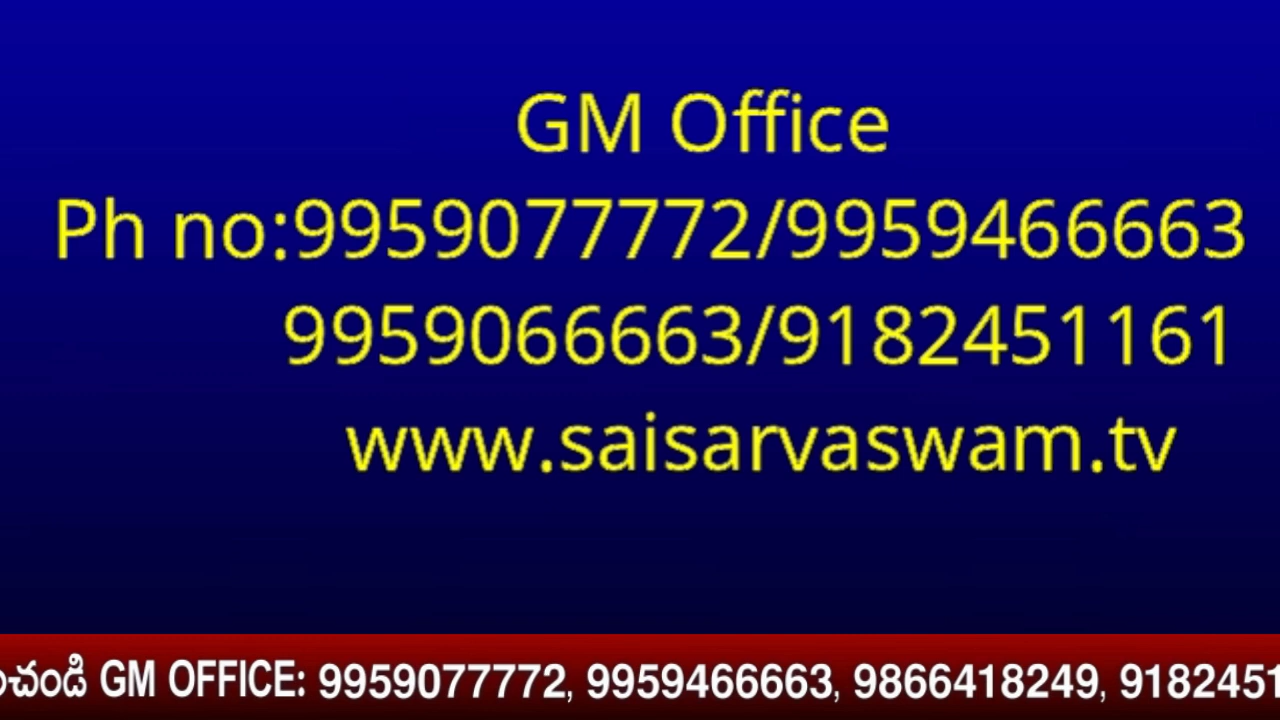 GM Office
Ph no:9959077772/9959466663
9959066663/9182451161
www.saisarvaswam.tv
GM OFFICE: 9959077772, 9959466663, 9866418249, 9182451